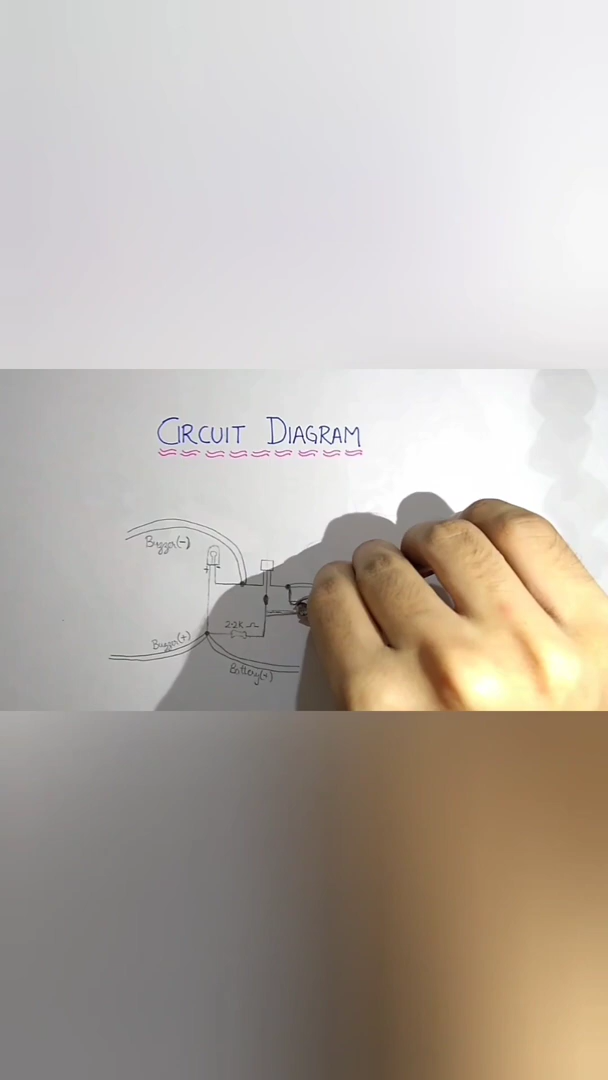 CIRCUIT DIAGRAM
Buzzer(-)
+ -
2.2K Ω
Buzzer(+)
Battery(+)